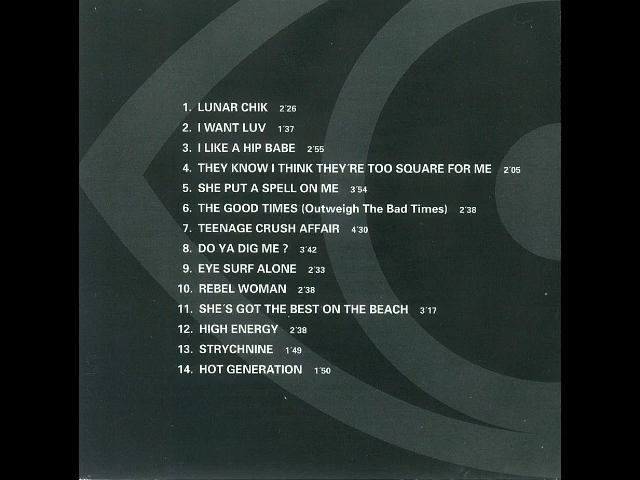 1. LUNAR CHIK 2´26
2. I WANT LUV 1´37
3. I LIKE A HIP BABE 2´55
4. THEY KNOW I THINK THEY´RE TOO SQUARE FOR ME 2´05
5. SHE PUT A SPELL ON ME 3´54
6. THE GOOD TIMES (Outweigh The Bad Times) 2´38
7. TEENAGE CRUSH AFFAIR 4´30
8. DO YA DIG ME ? 3´42
9. EYE SURF ALONE 2´33
10. REBEL WOMAN 2´38
11. SHE´S GOT THE BEST ON THE BEACH 3´17
12. HIGH ENERGY 2´38
13. STRYCHNINE 1´49
14. HOT GENERATION 1´50